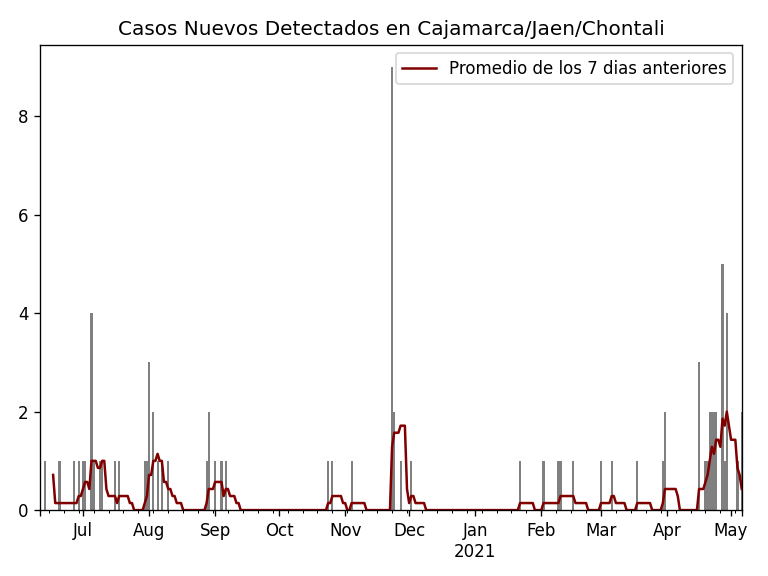 Casos Nuevos Detectados en Cajamarca/Jaen/Chontali
Promedio de los 7 dias anteriores
8
6
4
2
0
Jul Aug Sep Oct Nov Dec Jan Feb Mar Apr May
2021